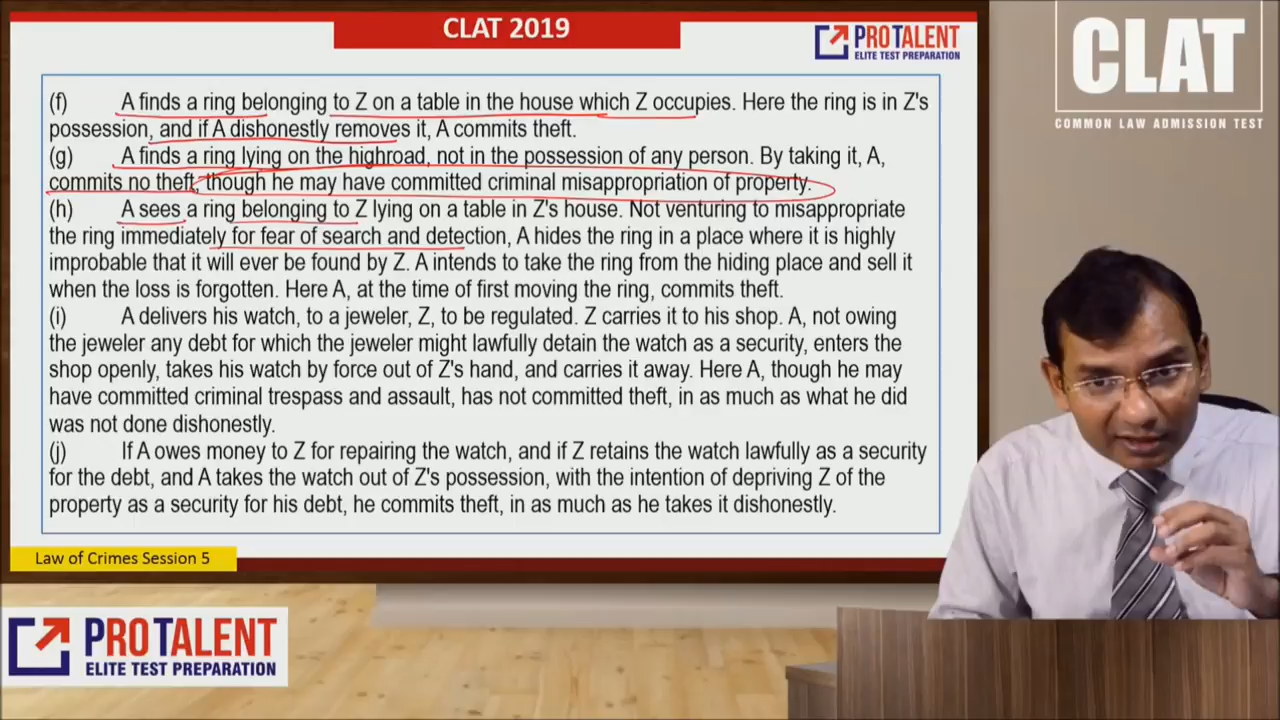 CLAT 2019
PROTALENT
ELITE TEST PREPARATION
CLAT
COMMON LAW ADMISSION TEST
(f) A finds a ring belonging to Z on a table in the house which Z occupies. Here the ring is in Z's
possession, and if A dishonestly removes it, A commits theft.
(g) A finds a ring lying on the highroad, not in the possession of any person. By taking it, A,
commits no theft, though he may have committed criminal misappropriation of property.
(h) A sees a ring belonging to Z lying on a table in Z's house. Not venturing to misappropriate
the ring immediately for fear of search and detection, A hides the ring in a place where it is highly
improbable that it will ever be found by Z. A intends to take the ring from the hiding place and sell it
when the loss is forgotten. Here A, at the time of first moving the ring, commits theft.
(i) A delivers his watch, to a jeweler, Z, to be regulated. Z carries it to his shop. A, not owing
the jeweler any debt for which the jeweler might lawfully detain the watch as a security, enters the
shop openly, takes his watch by force out of Z's hand, and carries it away. Here A, though he may
have committed criminal trespass and assault, has not committed theft, in as much as what he did
was not done dishonestly.
(j) If A owes money to Z for repairing the watch, and if Z retains the watch lawfully as a security
for the debt, and A takes the watch out of Z's possession, with the intention of depriving Z of the
property as a security for his debt, he commits theft, in as much as he takes it dishonestly.
Law of Crimes Session 5
PROTALENT
ELITE TEST PREPARATION